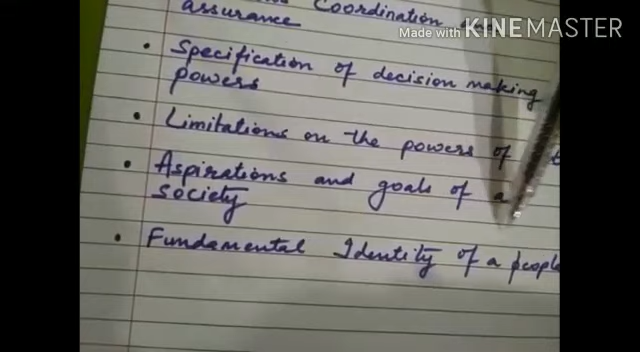 Coordination
assurance
Made with KINEMASTER
• Specification of decision making
powers
• Limitations on the powers of
• Aspirations and goals of a
society
• Fundamental Identity of a people